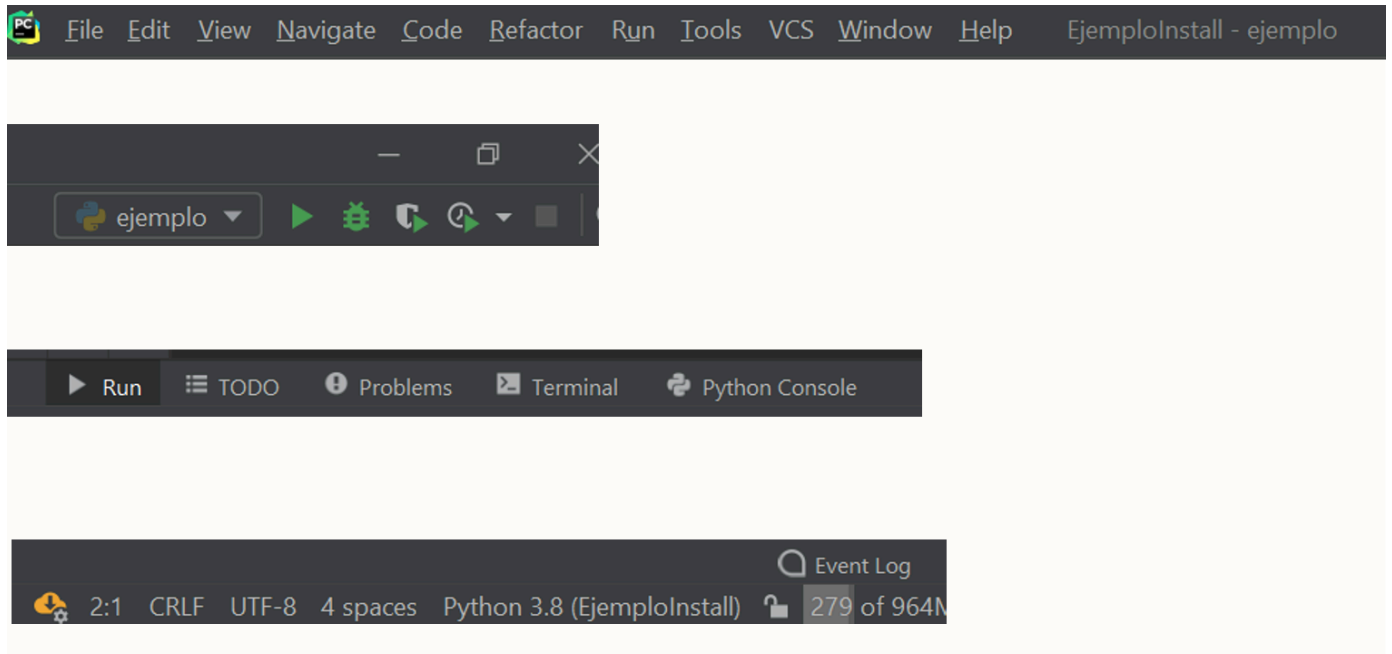 PC File Edit View Navigate Code Refactor Run Tools VCS Window Help EjemploInstall - ejemplo
ejemplo
Run TODO Problems Terminal Python Console
Event Log
2:1 CRLF UTF-8 4 spaces Python 3.8 (EjemploInstall) 279 of 964M